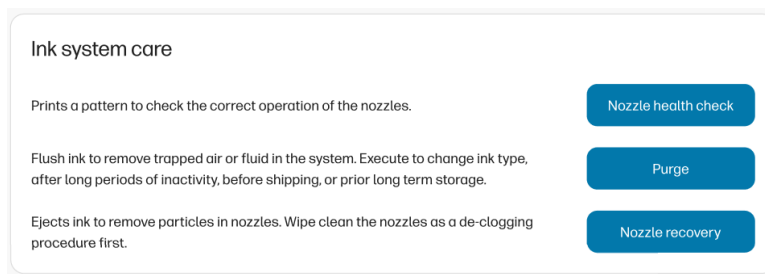 Ink system care
Prints a pattern to check the correct operation of the nozzles.
Nozzle health check
Flush ink to remove trapped air or fluid in the system. Execute to change ink type,
after long periods of inactivity, before shipping, or prior long term storage.
Purge
Ejects ink to remove particles in nozzles. Wipe clean the nozzles as a de-clogging
procedure first.
Nozzle recovery